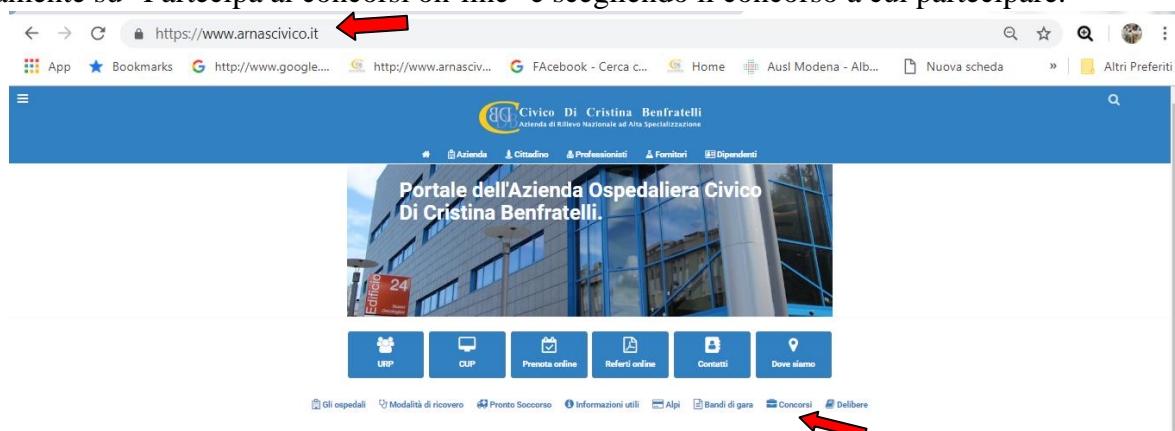 amente su "Partecipa ai concorsi on-line" e scegliendo il concorso a cui partecipare.
https://www.arnascivico.it
App Bookmarks http://www.google.... http://www.arnasciv... FAcebook - Cerca c... Home Ausl Modena - Alb... Nuova scheda » Altri Preferiti
Civico Di Cristina Benfratelli
Azienda di Rilievo Nazionale ad Alta Specializzazione
Azienda Cittadino Professionisti Fornitori Dipendenti
Portale dell'Azienda Ospedaliera Civico
Di Cristina Benfratelli.
Edificio 24
URP CUP Prenota online Referti online Contatti Dove siamo
Gli ospedali Modalità di ricovero Pronto Soccorso Informazioni utili Alpi Bandi di gara Concorsi Delibere